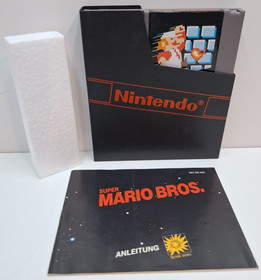 Nintendo®
SUPER
MARIO BROS.
ANLEITUNG